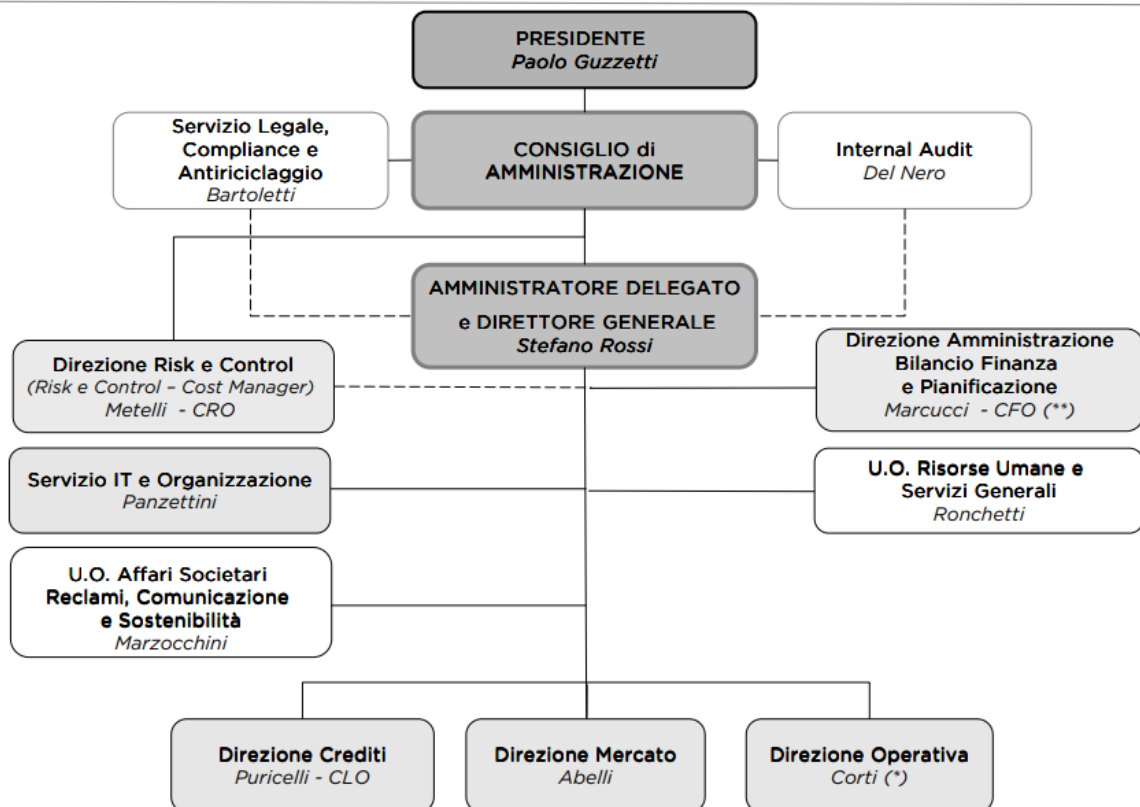 PRESIDENTE
Paolo Guzzetti
Servizio Legale,
Compliance e
Antiriciclaggio
Bartoletti
CONSIGLIO di
AMMINISTRAZIONE
Internal Audit
Del Nero
AMMINISTRATORE DELEGATO
e DIRETTORE GENERALE
Stefano Rossi
Direzione Risk e Control
(Risk e Control – Cost Manager)
Metelli - CRO
Direzione Amministrazione
Bilancio Finanza
e Pianificazione
Marcucci - CFO (**)
Servizio IT e Organizzazione
Panzettini
U.O. Risorse Umane e
Servizi Generali
Ronchetti
U.O. Affari Societari
Reclami, Comunicazione
e Sostenibilità
Marzocchini
Direzione Crediti
Puricelli - CLO
Direzione Mercato
Abelli
Direzione Operativa
Corti (*)